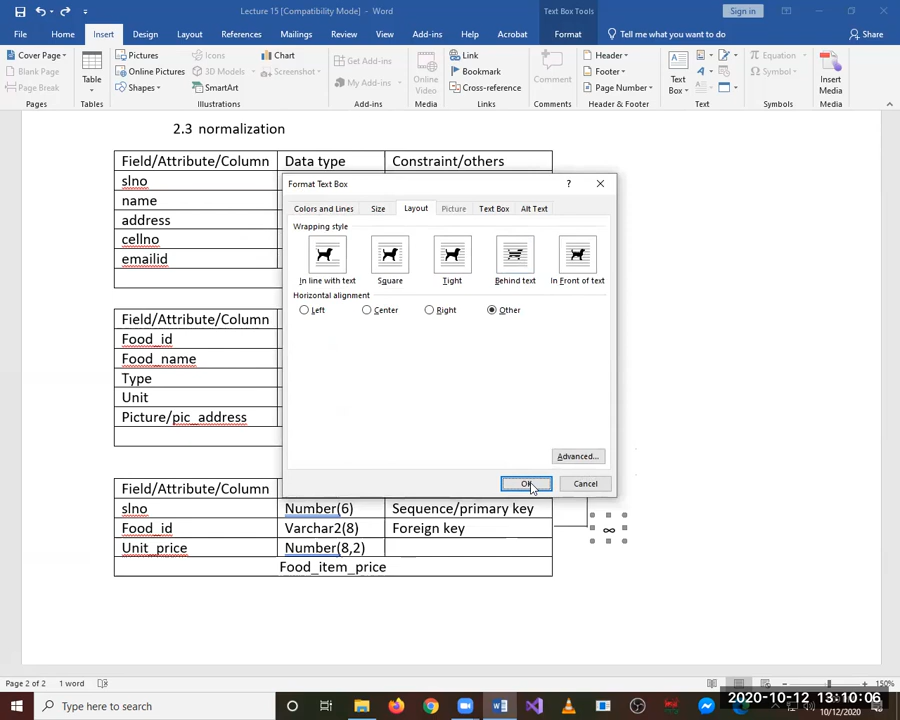 Lecture 15 [Compatibility Mode] - Word
Text Box Tools
Sign in
File Home Insert Design Layout References Mailings Review View Add-ins Help Acrobat Format Tell me what you want to do Share
Cover Page
Blank Page
Page Break
Pages
Table
Tables
Pictures
Online Pictures
Shapes
Icons
3D Models
SmartArt
Chart
Screenshot
Illustrations
Get Add-ins
My Add-ins
Add-ins
Online Video
Media
Link
Bookmark
Cross-reference
Links
Comment
Comments
Header
Footer
Page Number
Header & Footer
Text Box
Text
Equation
Symbol
Symbols
Insert Media
Media
2.3 normalization
Field/Attribute/Column Data type Constraint/others
slno
name
address
cellno
emailid
Field/Attribute/Column
Food_id
Food_name
Type
Unit
Picture/pic_address
Field/Attribute/Column
slno Number(6) Sequence/primary key
Food_id Varchar2(8) Foreign key
Unit_price Number(8,2)
Food_item_price
∞
Format Text Box
?
Colors and Lines Size Layout Picture Text Box Alt Text
Wrapping style
In line with text Square Tight Behind text In Front of text
Horizontal alignment
Left Center Right Other
Advanced...
OK Cancel
Page 2 of 2 1 word
150%
Type here to search
2020-10-12 13:10:06
10/12/2020